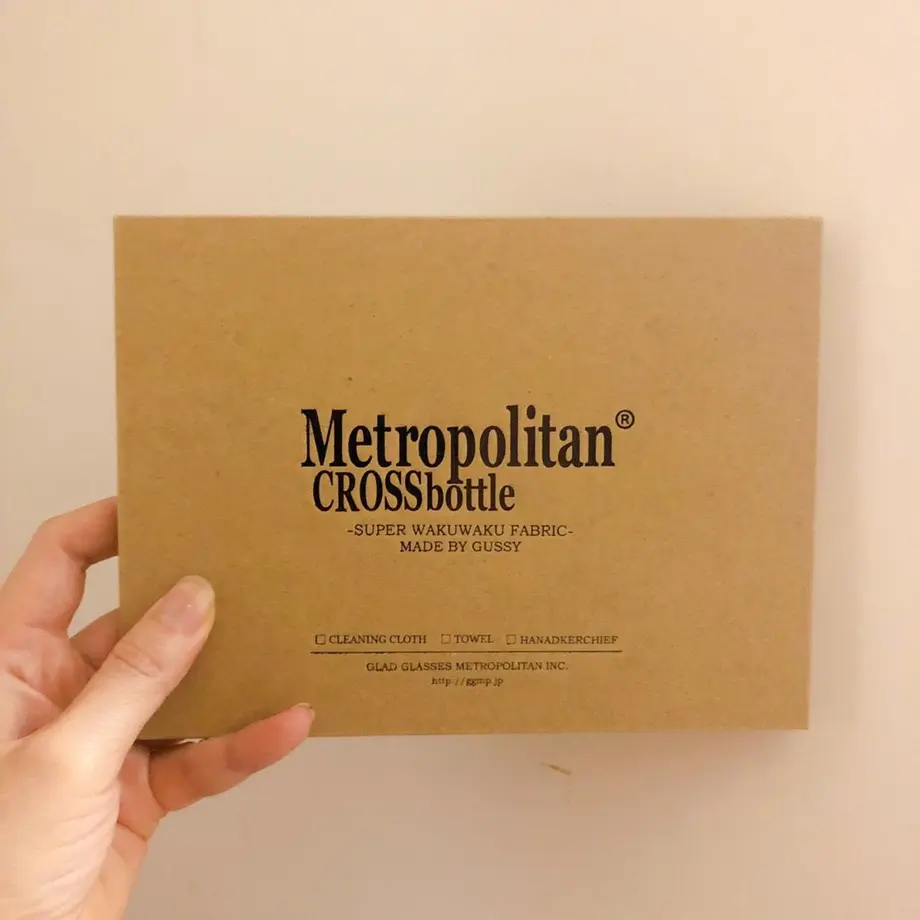 Metropolitan®
CROSSbottle
-SUPER WAKUWAKU FABRIC-
MADE BY GUSSY
☐ CLEANING CLOTH ☐ TOWEL ☐ HANADKERCHIEF
GLAD GLASSES METROPOLITAN INC.
http://ggmp.jp